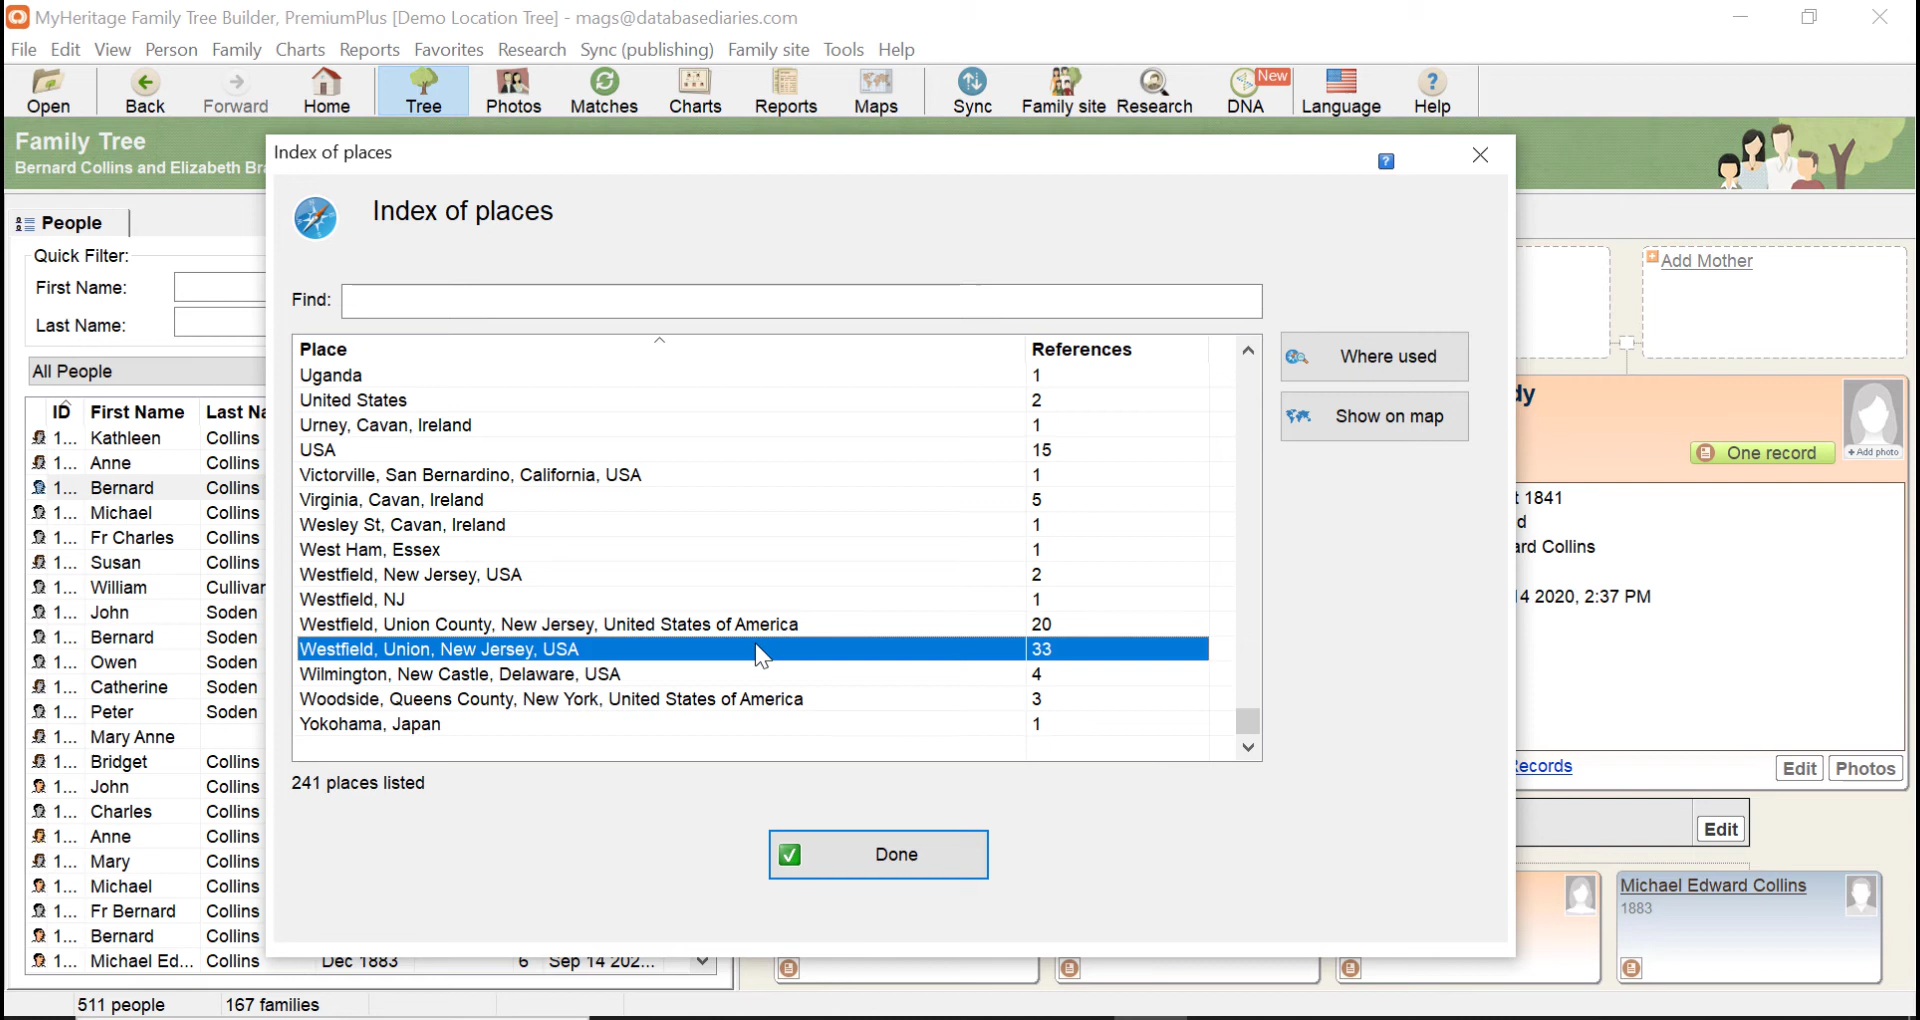 MyHeritage Family Tree Builder, PremiumPlus [Demo Location Tree] - mags@databasediaries.com
File Edit View Person Family Charts Reports Favorites Research Sync (publishing) Family site Tools Help
Open Back Forward Home Tree Photos Matches Charts Reports Maps Sync Family site Research DNA New Language Help
Family Tree
Bernard Collins and Elizabeth Bra
Index of places
Index of places
People
Quick Filter:
First Name:
Last Name:
All People
ID First Name Last Na
1... Kathleen Collins
1... Anne Collins
1... Bernard Collins
1... Michael Collins
1... Fr Charles Collins
1... Susan Collins
1... William Cullivar
1... John Soden
1... Bernard Soden
1... Owen Soden
1... Catherine Soden
1... Peter Soden
1... Mary Anne
1... Bridget Collins
1... John Collins
1... Charles Collins
1... Anne Collins
1... Mary Collins
1... Michael Collins
1... Fr Bernard Collins
1... Bernard Collins
1... Michael Ed... Collins Dec 1883 6 Sep 14 202...
511 people 167 families
Find:
Place References
Uganda 1
United States 2
Urney, Cavan, Ireland 1
USA 15
Victorville, San Bernardino, California, USA 1
Virginia, Cavan, Ireland 5
Wesley St, Cavan, Ireland 1
West Ham, Essex 1
Westfield, New Jersey, USA 2
Westfield, NJ 1
Westfield, Union County, New Jersey, United States of America 20
Westfield, Union, New Jersey, USA 33
Wilmington, New Castle, Delaware, USA 4
Woodside, Queens County, New York, United States of America 3
Yokohama, Japan 1
241 places listed
Where used
Show on map
Done
Add Mother
dy
One record
+Add photo
t 1841
d
ard Collins
14 2020, 2:37 PM
Records
Edit Photos
Edit
Michael Edward Collins
1883